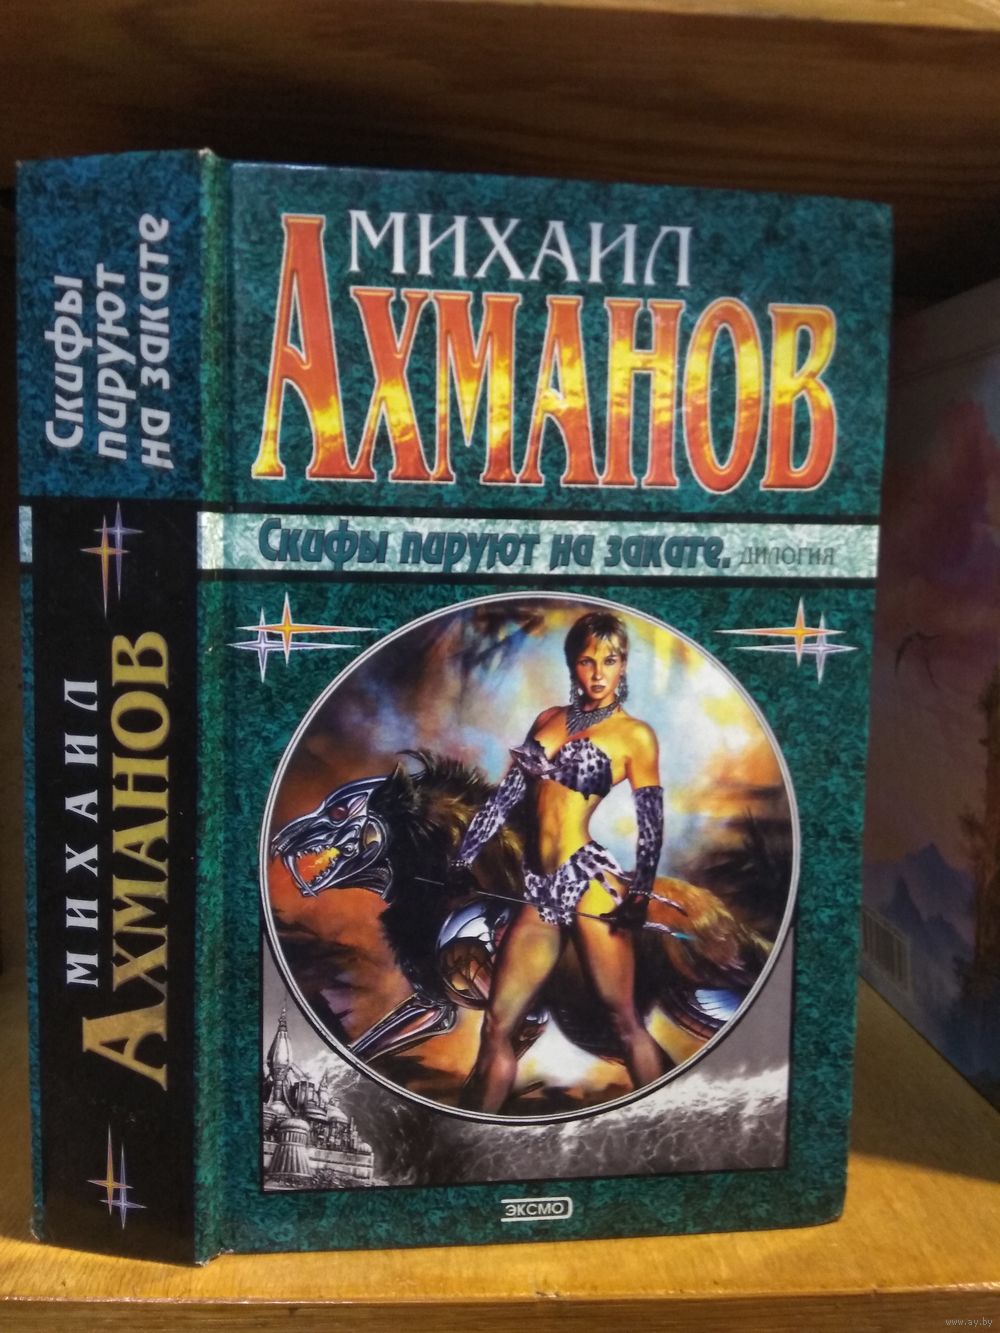 Скифы
пируют
на закате
МИХАИЛ
АХМАНОВ
МИХАИЛ
АХМАНОВ
Скифы пируют на закате. ДИЛОГИЯ
ЭКСМО
www.ay.by